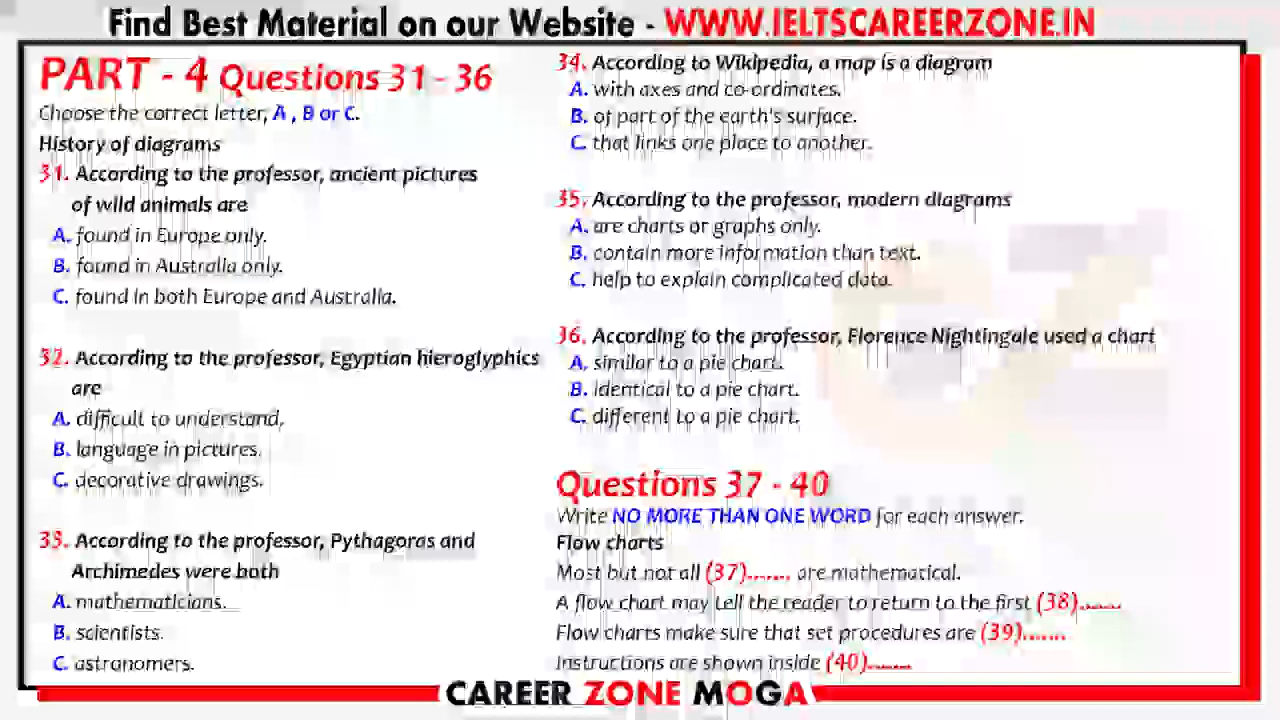 Find Best Material on our Website - WWW.IELTSCAREERZONE.IN
PART - 4 Questions 31 - 36
Choose the correct letter, A , B or C.
History of diagrams
31. According to the professor, ancient pictures
of wild animals are
A. found in Europe only.
B. found in Australia only.
C. found in both Europe and Australia.
32. According to the professor, Egyptian hieroglyphics
are
A. difficult to understand,
B. language in pictures.
C. decorative drawings.
33. According to the professor, Pythagoras and
Archimedes were both
A. mathematicians.
B. scientists.
C. astronomers.
34. According to Wikipedia, a map is a diagram
A. with axes and co-ordinates.
B. of part of the earth's surface.
C. that links one place to another.
35. According to the professor, modern diagrams
A. are charts or graphs only.
B. contain more information than text.
C. help to explain complicated data.
36. According to the professor, Florence Nightingale used a chart
A. similar to a pie chart.
B. identical to a pie chart.
C. different to a pie chart.
Questions 37 - 40
Write NO MORE THAN ONE WORD for each answer.
Flow charts
Most but not all (37)....... are mathematical.
A flow chart may tell the reader to return to the first (38).......
Flow charts make sure that set procedures are (39).......
Instructions are shown inside (40).......
CAREER ZONE MOGA